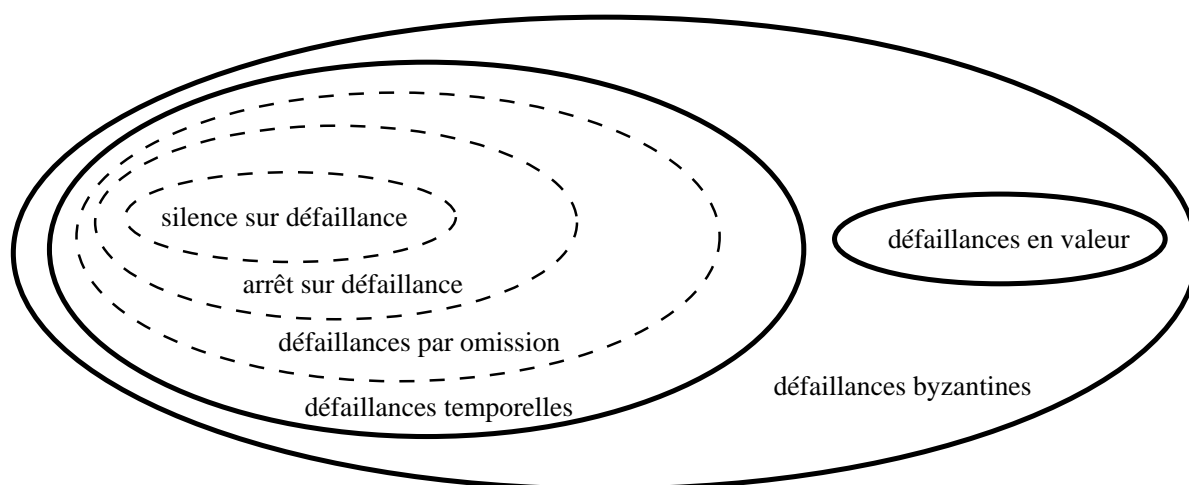 silence sur défaillance
défaillances en valeur
arrêt sur défaillance
défaillances par omission
défaillances byzantines
défaillances temporelles